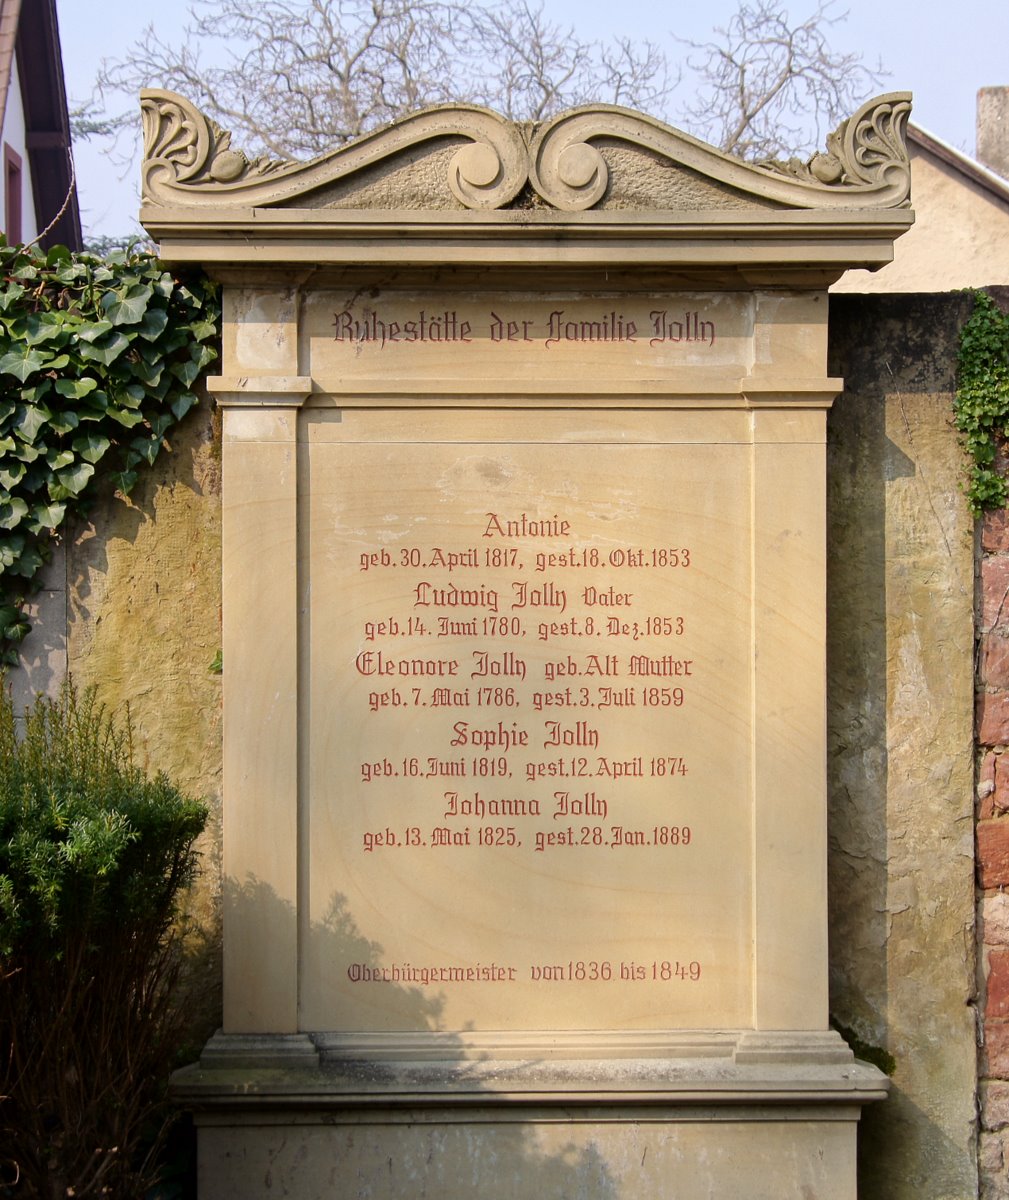 Ruhestätte der Familie Jolly
Antonie
geb.30.April 1817, gest.18.Okt.1853
Ludwig Jolly Vater
geb.14.Juni 1780, gest.8.Dez.1853
Eleonore Jolly geb.Alt Mutter
geb.7.Mai 1786, gest.3.Juli 1859
Sophie Jolly
geb.16.Juni 1819, gest.12.April 1874
Johanna Jolly
geb.13.Mai 1825, gest.28.Jan.1889
Oberbürgermeister von 1836 bis 1849